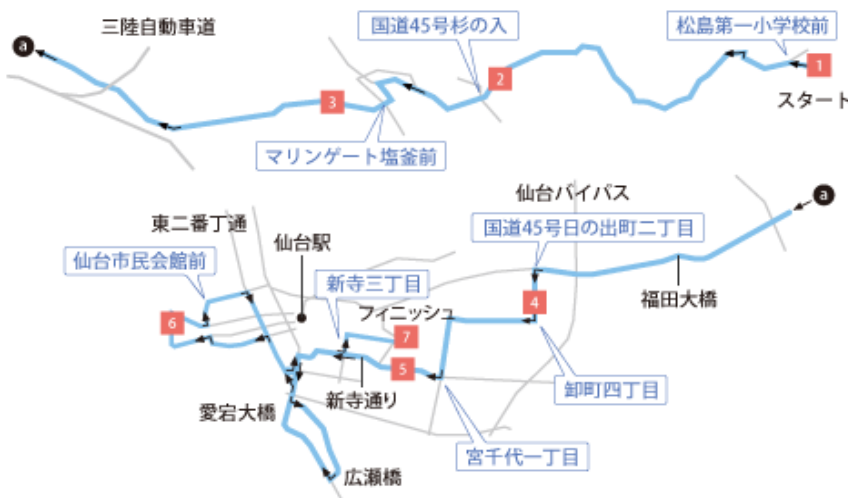 三陸自動車道
国道45号杉の入
松島第一小学校前
a
1
2
スタート
3
マリンゲート塩釜前
仙台バイパス
a
東二番丁通
仙台駅
国道45号日の出町二丁目
仙台市民会館前
新寺三丁目
福田大橋
4
フィニッシュ
6
7
5
卸町四丁目
新寺通り
愛宕大橋
宮千代一丁目
広瀬橋